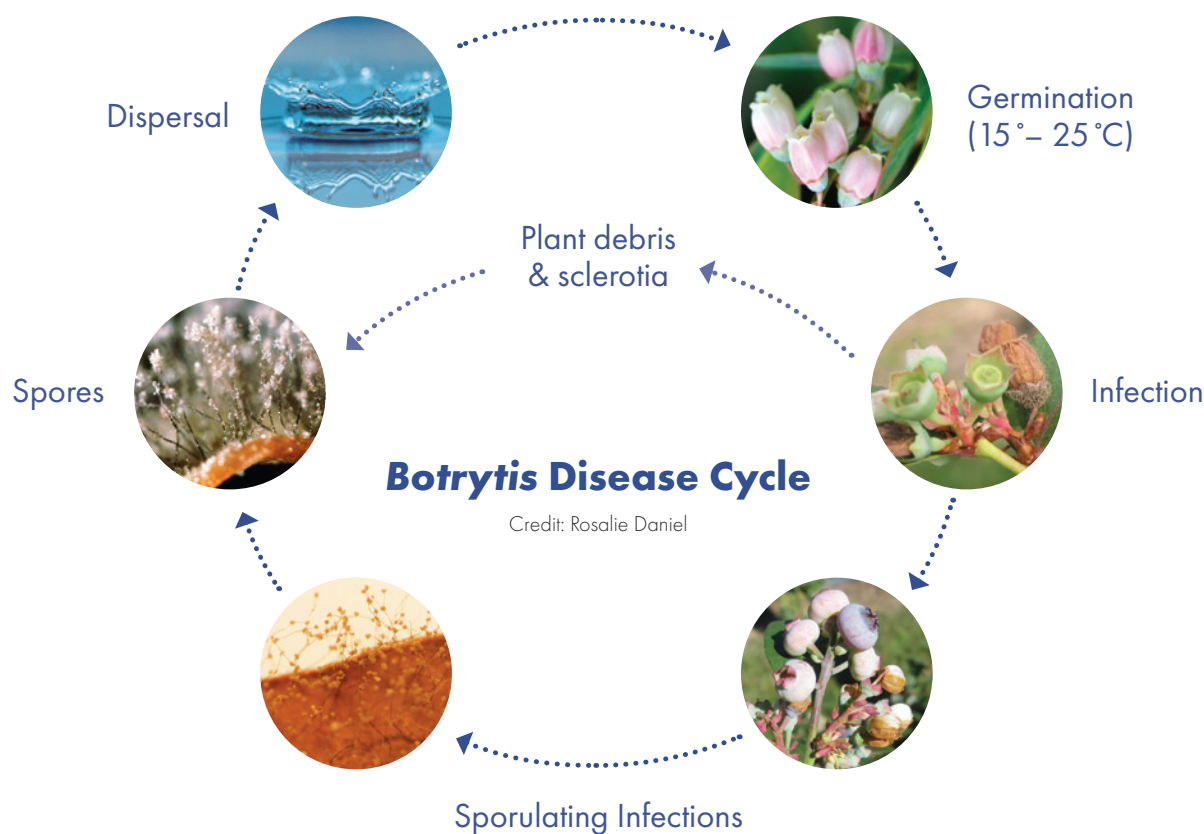 Dispersal
Germination
(15°– 25°C)
Plant debris
& sclerotia
Spores
Infection
Botrytis Disease Cycle
Credit: Rosalie Daniel
Sporulating Infections